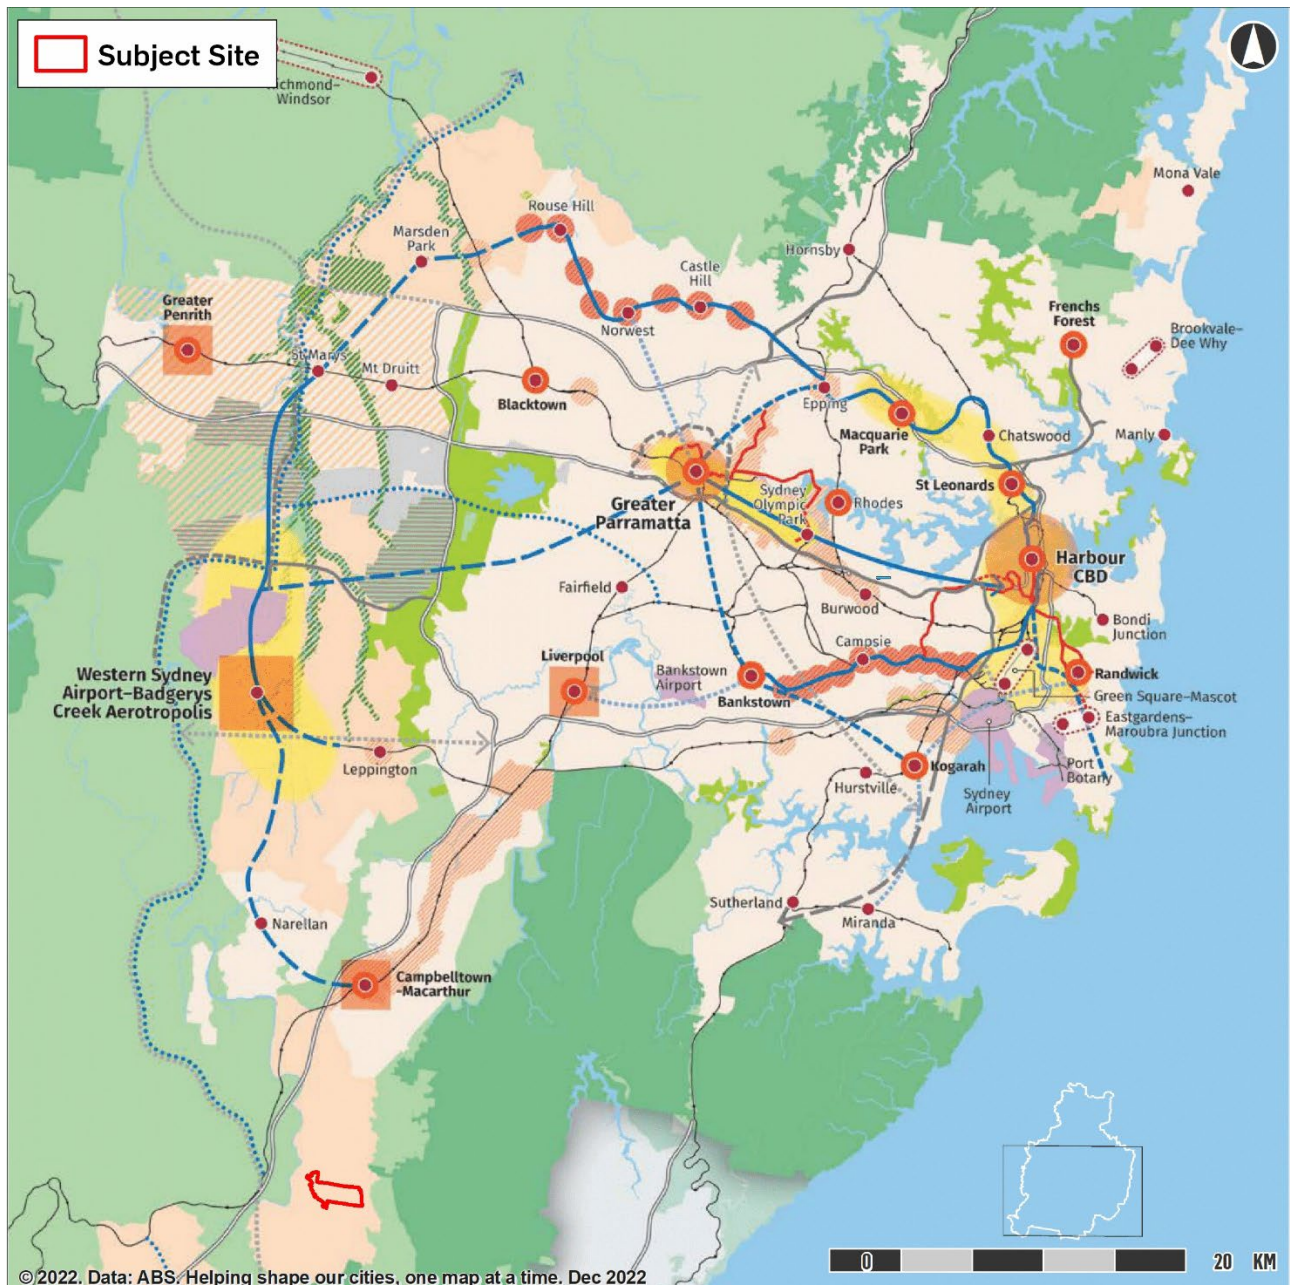 Subject Site
Richmond–
Windsor
Mona Vale
Rouse Hill
Marsden
Park
Hornsby
Castle
Hill
Greater
Penrith
Frenchs
Forest
Norwest
Brookvale–
Dee Why
St Marys
Mt Druitt
Blacktown
Epping
Macquarie
Park
Chatswood
Manly
St Leonards
Sydney
Olympic
Park
Rhodes
Greater
Parramatta
Harbour
CBD
Fairfield
Burwood
Bondi
Junction
Campsie
Liverpool
Bankstown
Airport
Western Sydney
Airport–Badgerys
Creek Aerotropolis
Randwick
Bankstown
Green Square–Mascot
Eastgardens–
Maroubra Junction
Leppington
Kogarah
Port
Botany
Hurstville
Sydney
Airport
Sutherland
Miranda
Narellan
Campbelltown
-Macarthur
0 20 KM
© 2022. Data: ABS. Helping shape our cities, one map at a time. Dec 2022